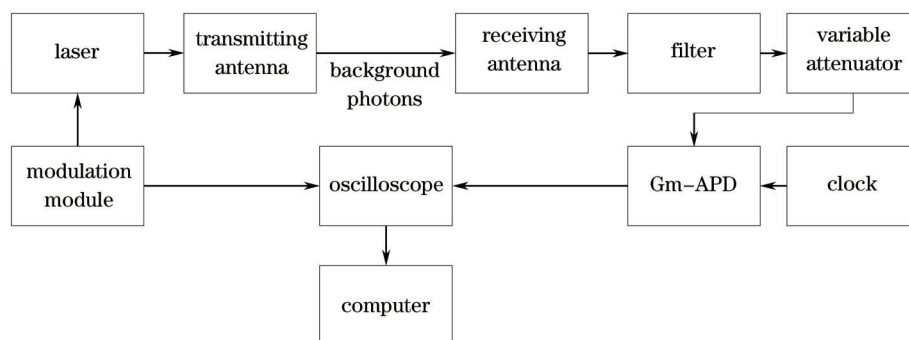 laser
transmitting
antenna
background
photons
receiving
antenna
filter
variable
attenuator
modulation
module
oscilloscope
Gm-APD
clock
computer